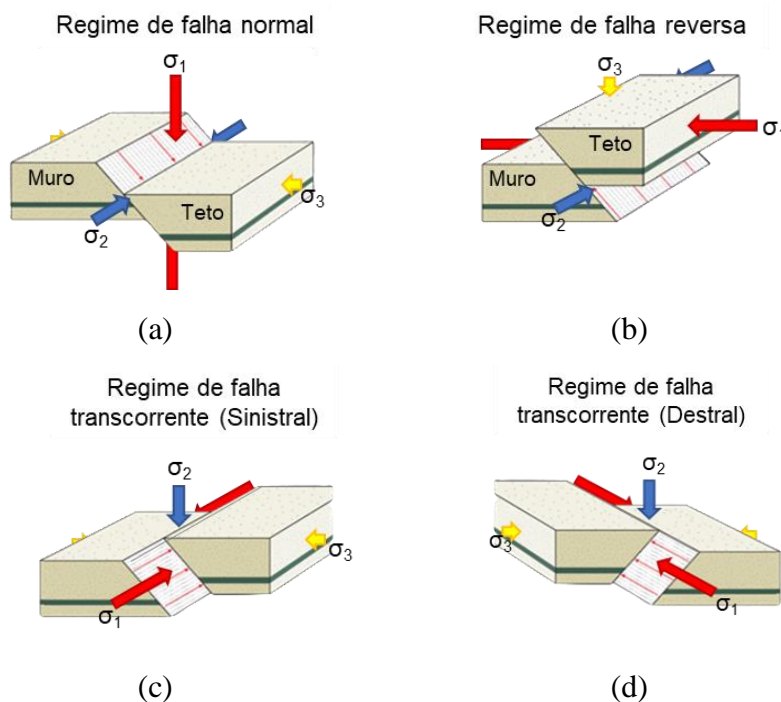 Regime de falha normal
σ1
Muro
Teto
σ2
σ3
(a)
Regime de falha reversa
σ3
Teto
Muro
σ2
(b)
Regime de falha
transcorrente (Sinistral)
σ2
σ3
σ1
(c)
Regime de falha
transcorrente (Destral)
σ2
σ3
σ1
(d)